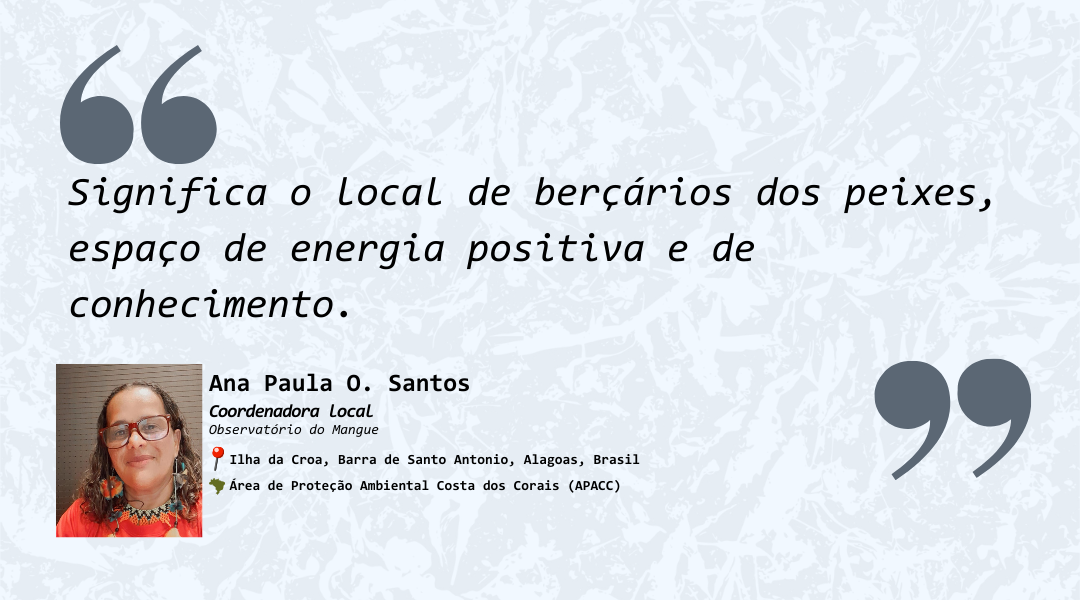 Significa o local de berçários dos peixes,
espaço de energia positiva e de
conhecimento.
Ana Paula O. Santos
Coordenadora local
Observatório do Mangue
Ilha da Croa, Barra de Santo Antonio, Alagoas, Brasil
Área de Proteção Ambiental Costa dos Corais (APACC)